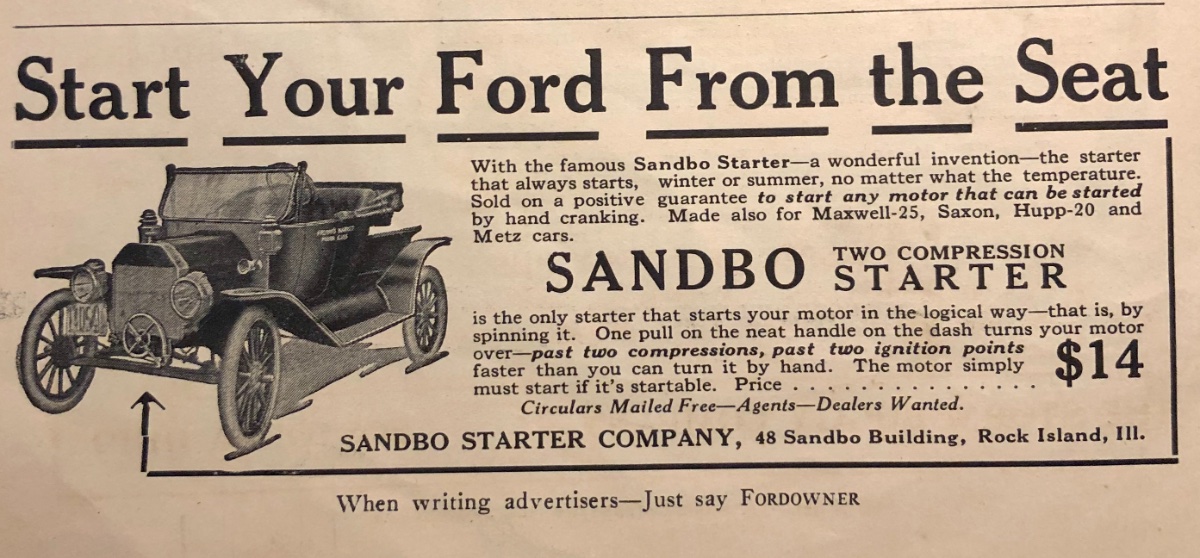 Start Your Ford From the Seat
With the famous Sandbo Starter—a wonderful invention—the starter
that always starts, winter or summer, no matter what the temperature.
Sold on a positive guarantee to start any motor that can be started
by hand cranking. Made also for Maxwell-25, Saxon, Hupp-20 and
Metz cars.
SANDBO TWO COMPRESSION
STARTER
is the only starter that starts your motor in the logical way—that is, by
spinning it. One pull on the neat handle on the dash turns your motor
over—past two compressions, past two ignition points
faster than you can turn it by hand. The motor simply
must start if it's startable. Price . . . . . . . . . . . . . . . . $14
Circulars Mailed Free—Agents—Dealers Wanted.
SANDBO STARTER COMPANY, 48 Sandbo Building, Rock Island, Ill.
When writing advertisers—Just say FORDOWNER